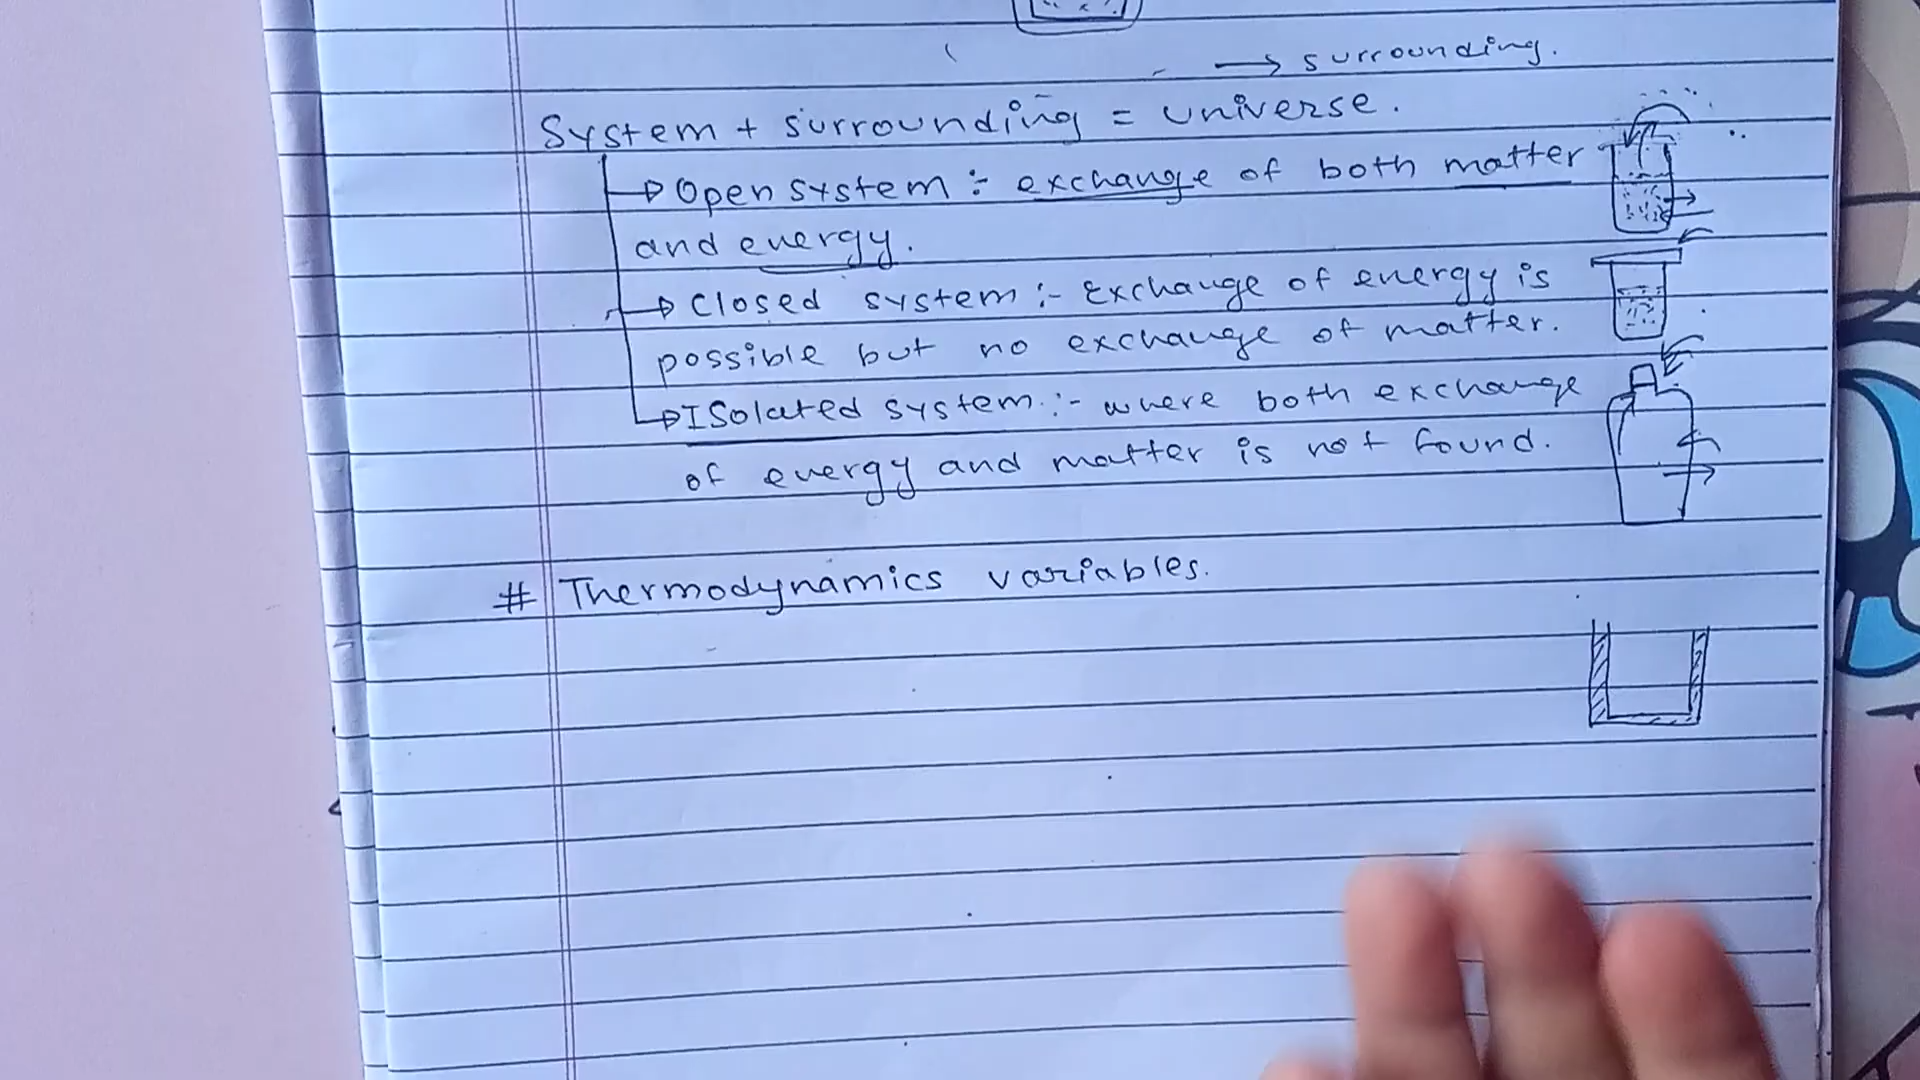 → surrounding.
System + surrounding = universe.
→ Open system :- exchange of both matter
and energy.
→ Closed system :- Exchange of energy is
possible but no exchange of matter.
→ Isolated system :- where both exchange
of energy and matter is not found.
# Thermodynamics variables.